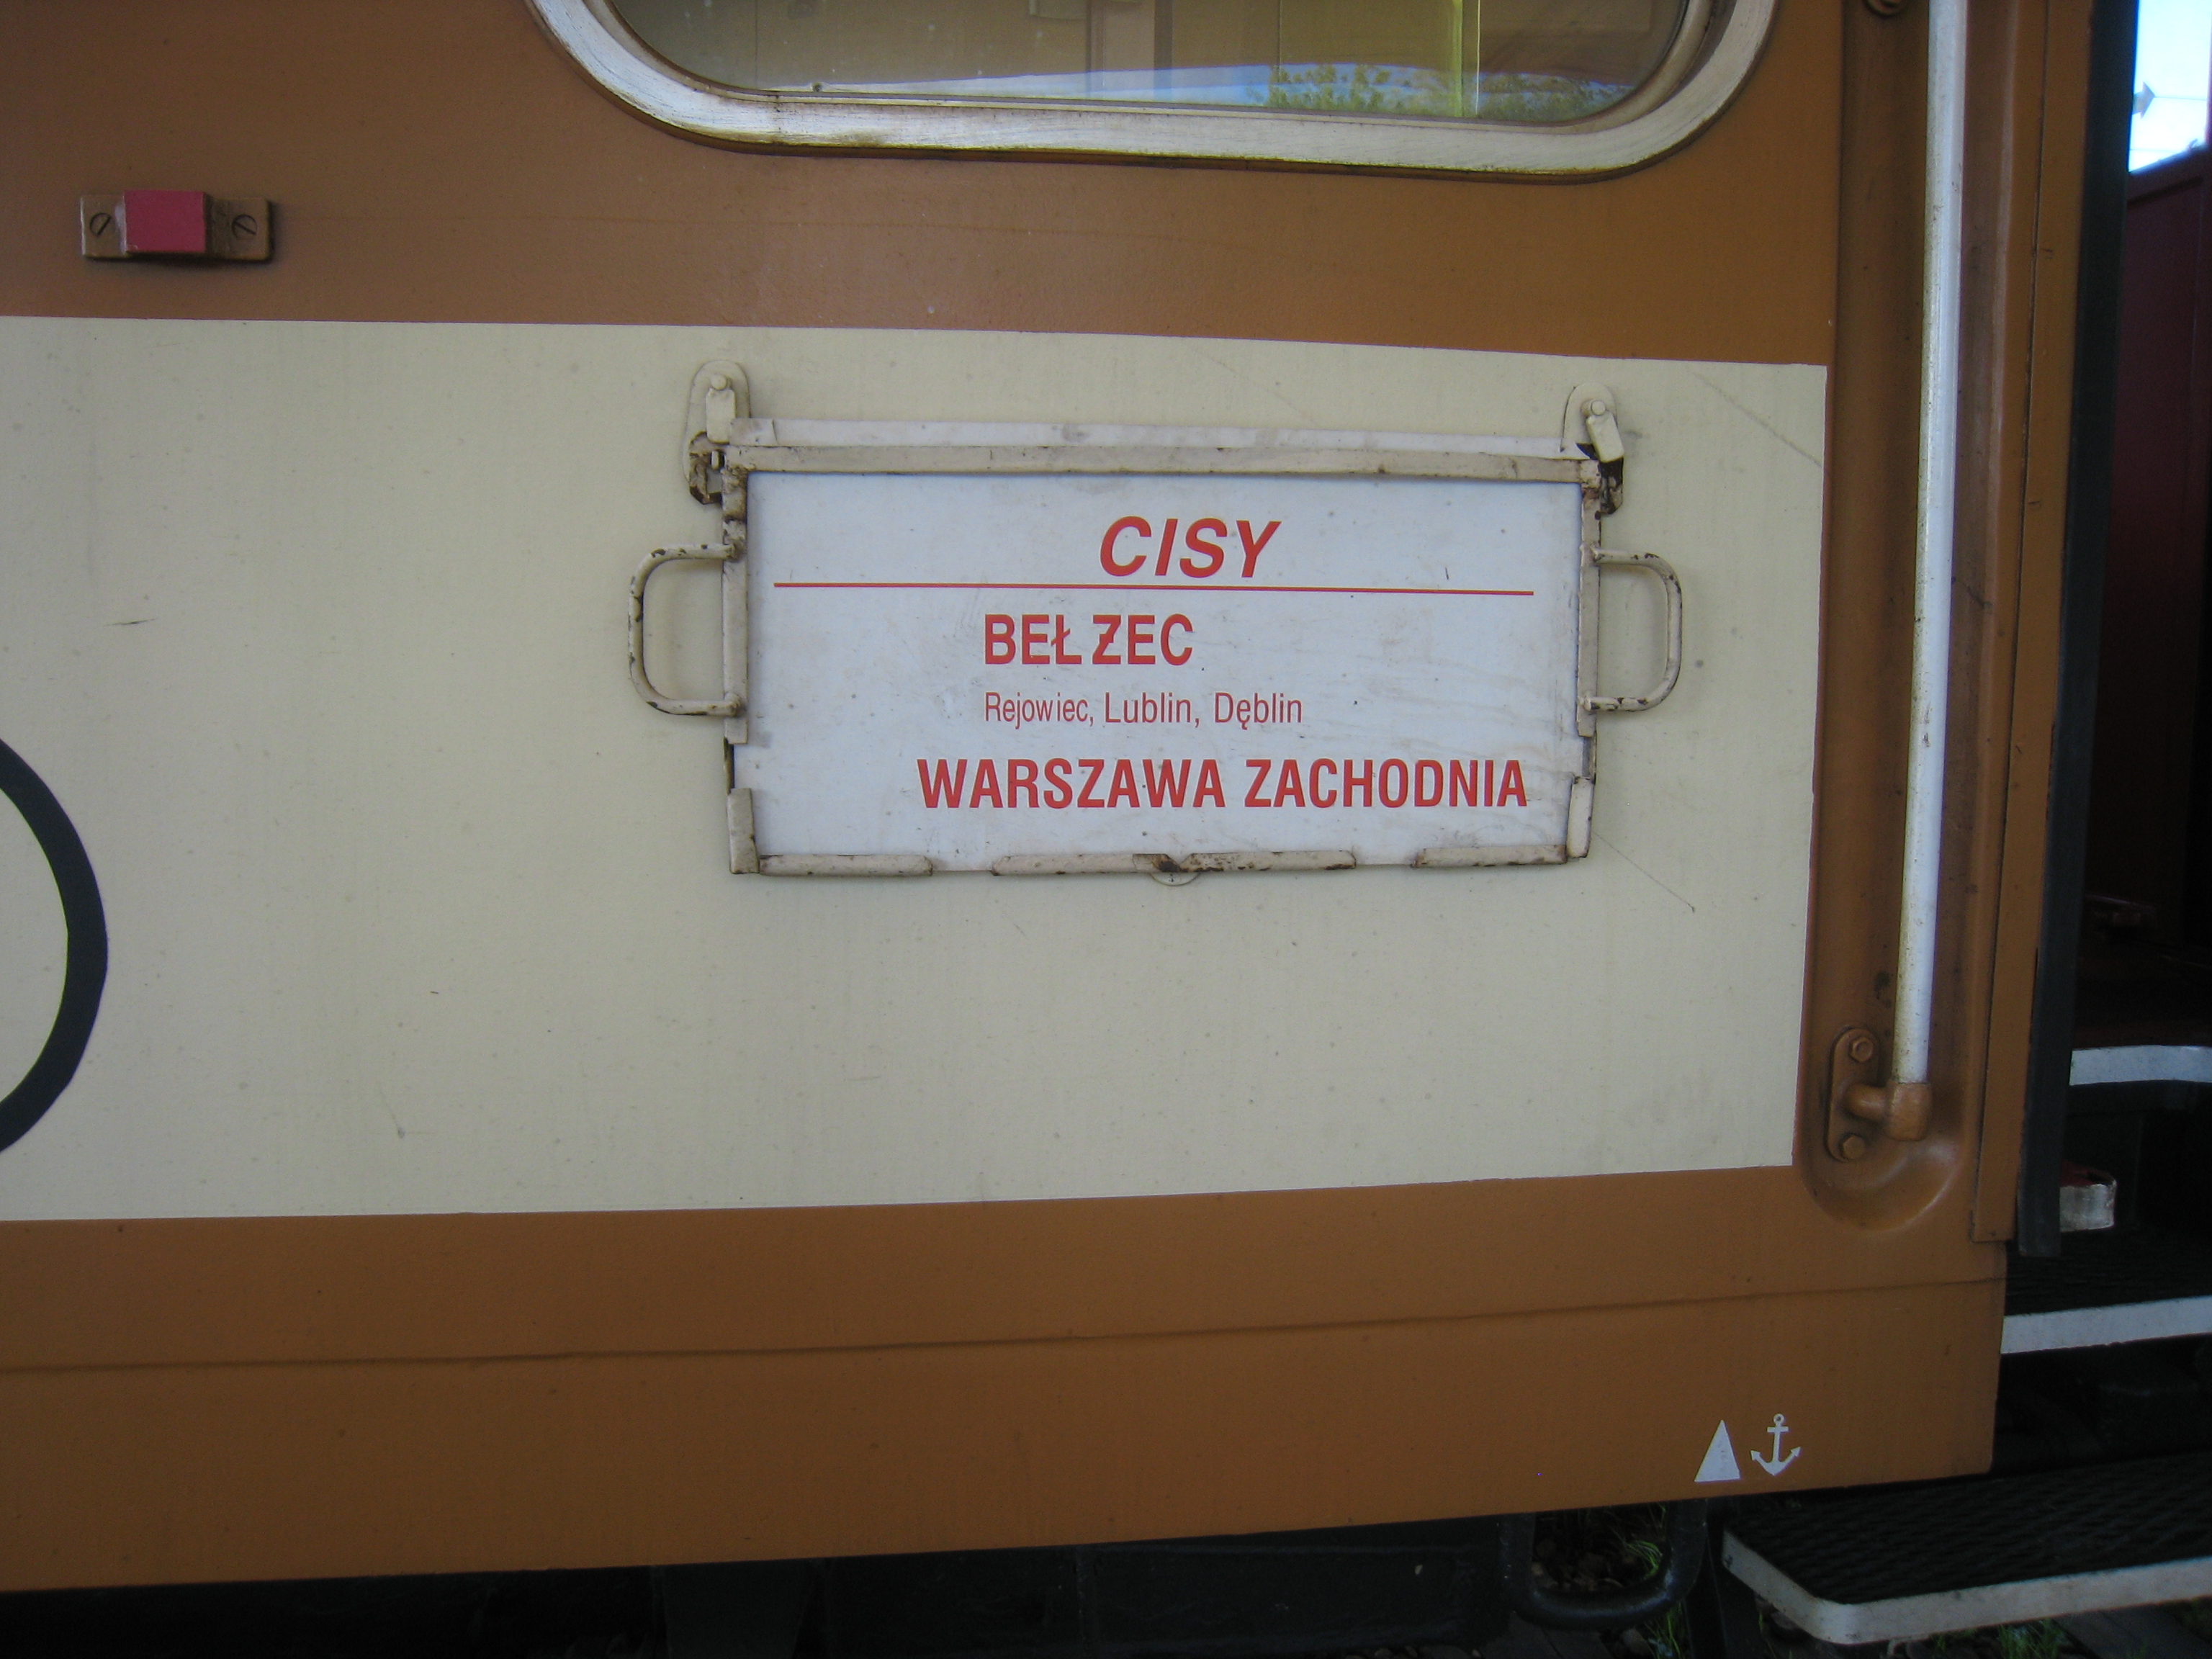 CISY
BEŁŻEC
Rejowiec, Lublin, Dęblin
WARSZAWA ZACHODNIA